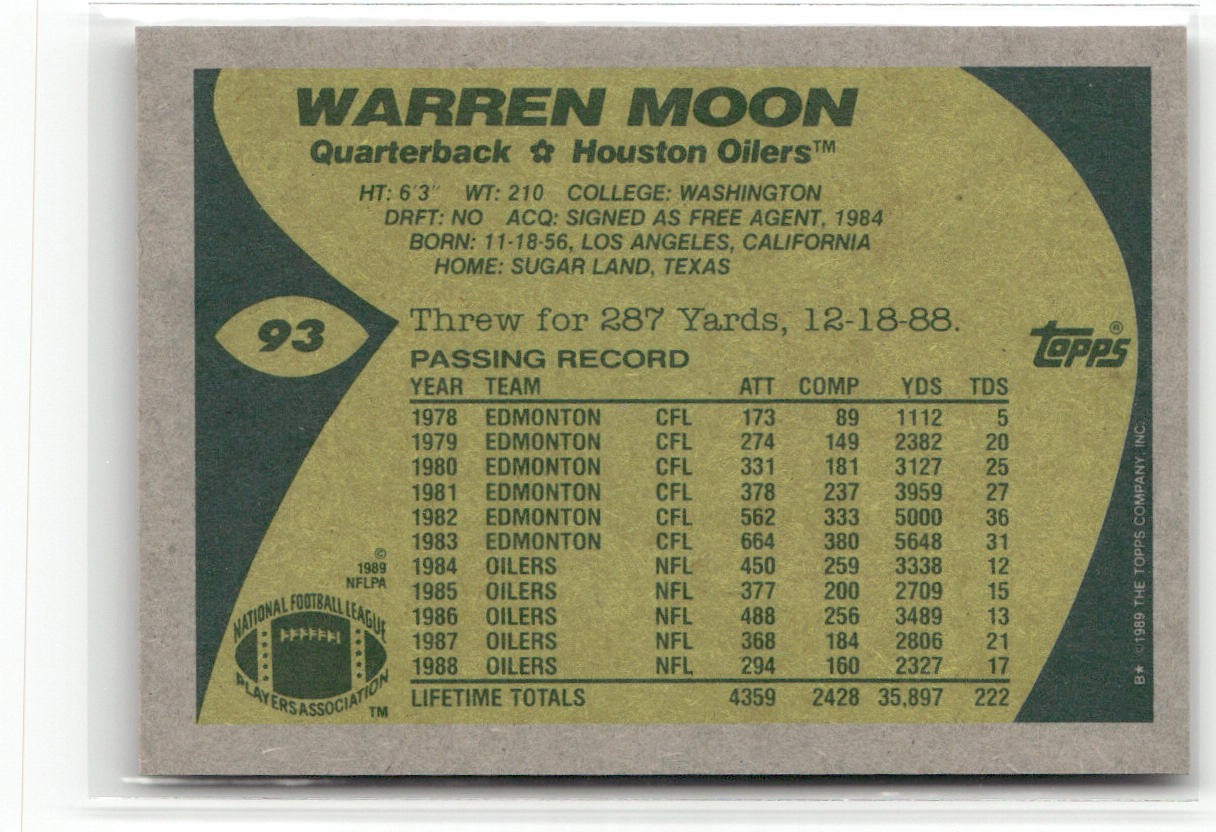 WARREN MOON
Quarterback ✿ Houston Oilers™
HT: 6'3" WT: 210 COLLEGE: WASHINGTON
DRFT: NO ACQ: SIGNED AS FREE AGENT, 1984
BORN: 11-18-56, LOS ANGELES, CALIFORNIA
HOME: SUGAR LAND, TEXAS
93
Threw for 287 Yards, 12-18-88.
topps®
PASSING RECORD
YEAR TEAM ATT COMP YDS TDS
1978 EDMONTON CFL 173 89 1112 5
1979 EDMONTON CFL 274 149 2382 20
1980 EDMONTON CFL 331 181 3127 25
1981 EDMONTON CFL 378 237 3959 27
1982 EDMONTON CFL 562 333 5000 36
1983 EDMONTON CFL 664 380 5648 31
1984 OILERS NFL 450 259 3338 12
1985 OILERS NFL 377 200 2709 15
1986 OILERS NFL 488 256 3489 13
1987 OILERS NFL 368 184 2806 21
1988 OILERS NFL 294 160 2327 17
LIFETIME TOTALS 4359 2428 35,897 222
©
1989
NFLPA
NATIONAL FOOTBALL LEAGUE
PLAYERS ASSOCIATION
TM
B★ ©1989 THE TOPPS COMPANY, INC.